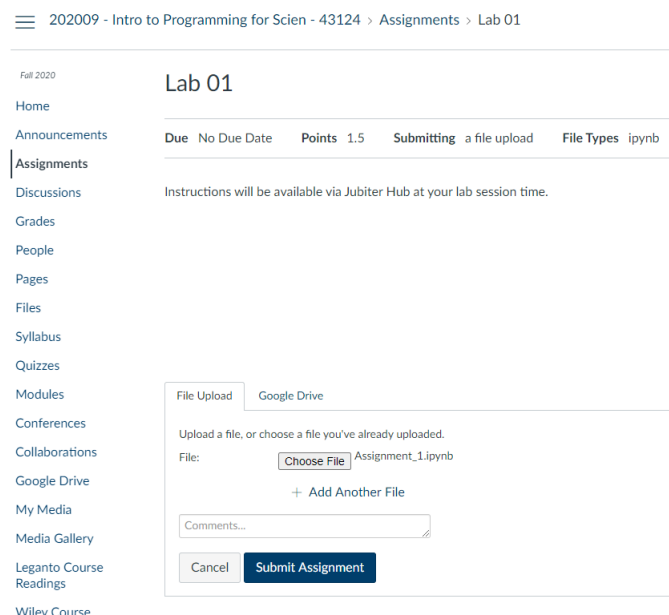 202009 - Intro to Programming for Scien - 43124 > Assignments > Lab 01
Fall 2020
Home
Announcements
Assignments
Discussions
Grades
People
Pages
Files
Syllabus
Quizzes
Modules
Conferences
Collaborations
Google Drive
My Media
Media Gallery
Leganto Course
Readings
Wiley Course
Lab 01
Due No Due Date Points 1.5 Submitting a file upload File Types ipynb
Instructions will be available via Jubiter Hub at your lab session time.
File Upload Google Drive
Upload a file, or choose a file you've already uploaded.
File: Choose File Assignment_1.ipynb
+ Add Another File
Comments...
Cancel Submit Assignment